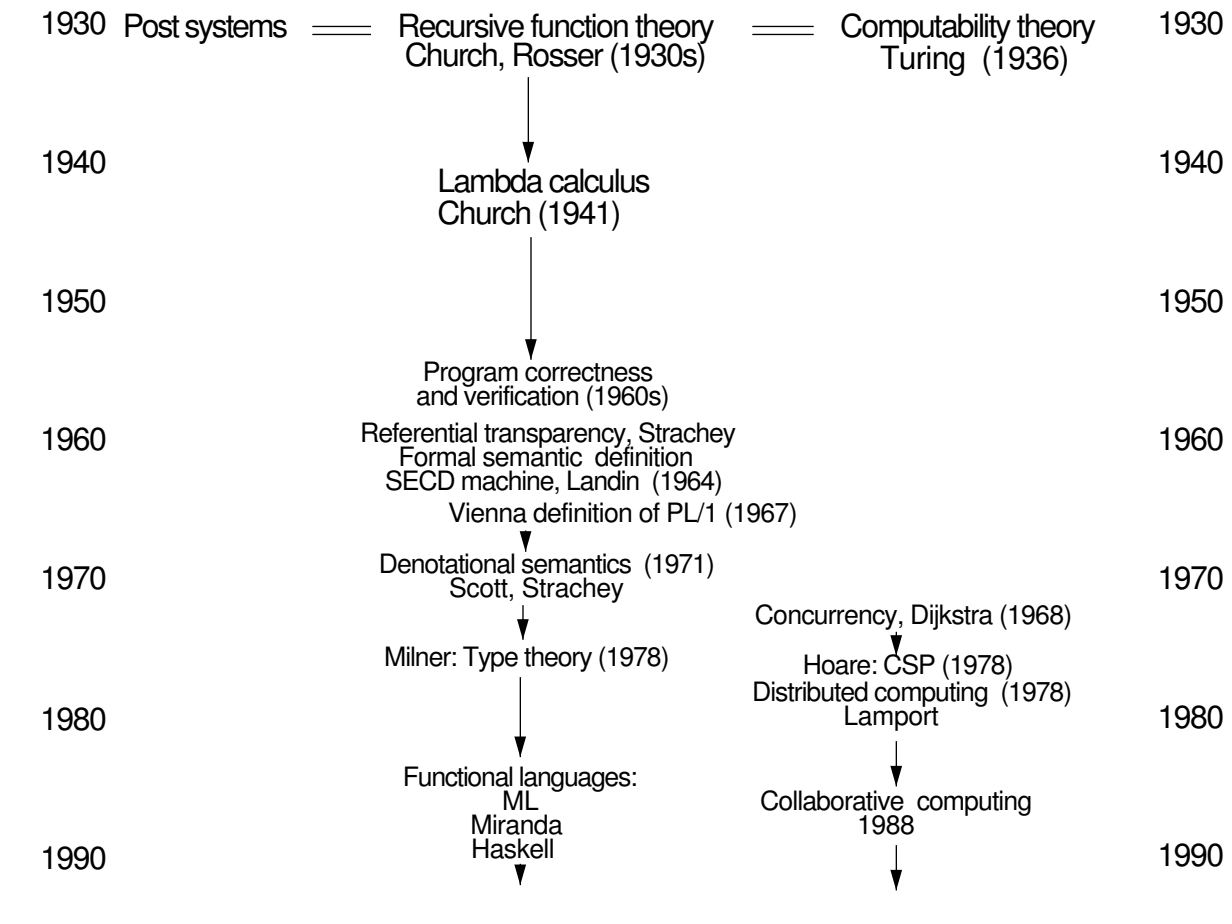 1930 Post systems Recursive function theory Computability theory 1930
Church, Rosser (1930s) Turing (1936)
1940 1940
Lambda calculus
Church (1941)
1950 1950
Program correctness
and verification (1960s)
1960 Referential transparency, Strachey 1960
Formal semantic definition
SECD machine, Landin (1964)
Vienna definition of PL/1 (1967)
Denotational semantics (1971)
1970 Scott, Strachey 1970
Concurrency, Dijkstra (1968)
Milner: Type theory (1978) Hoare: CSP (1978)
Distributed computing (1978)
1980 Lamport 1980
Functional languages:
ML Collaborative computing
Miranda 1988
Haskell
1990 1990